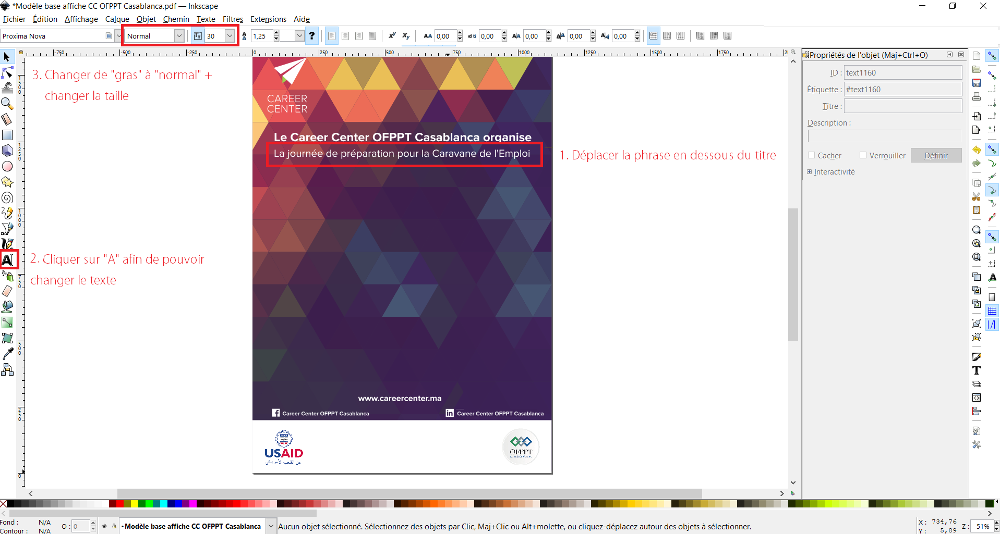 *Modèle base affiche CC OFPPT Casablanca.pdf — Inkscape
Fichier Édition Affichage Calque Objet Chemin Texte Filtres Extensions Aide
Proxima Nova Normal 30 1,25 ? 0,00 0,00 0,00 0,00 0,00
-750 -500 -250 0 250 500 750 1000 1250 1500 1750
Propriétés de l'objet (Maj+Ctrl+O)
ID : text1160
Étiquette : #text1160
Titre :
Description :
Cacher Verrouiller Définir
Interactivité
3. Changer de "gras" à "normal" +
changer la taille
CAREER
CENTER
Le Career Center OFPPT Casablanca organise
La journée de préparation pour la Caravane de l'Emploi
1. Déplacer la phrase en dessous du titre
2. Cliquer sur "A" afin de pouvoir
changer le texte
www.careercenter.ma
Career Center OFPPT Casablanca
Career Center OFPPT Casablanca
USAID
من الشعب الأمريكي
OFPPT
Fond : N/A
Contour : N/A
O : 0
•Modèle base affiche CC OFPPT Casablanca
Aucun objet sélectionné. Sélectionnez des objets par Clic, Maj+Clic ou Alt+molette, ou cliquez-déplacez autour des objets à sélectionner.
X : 734,76
Y : 5,89
Z : 51%